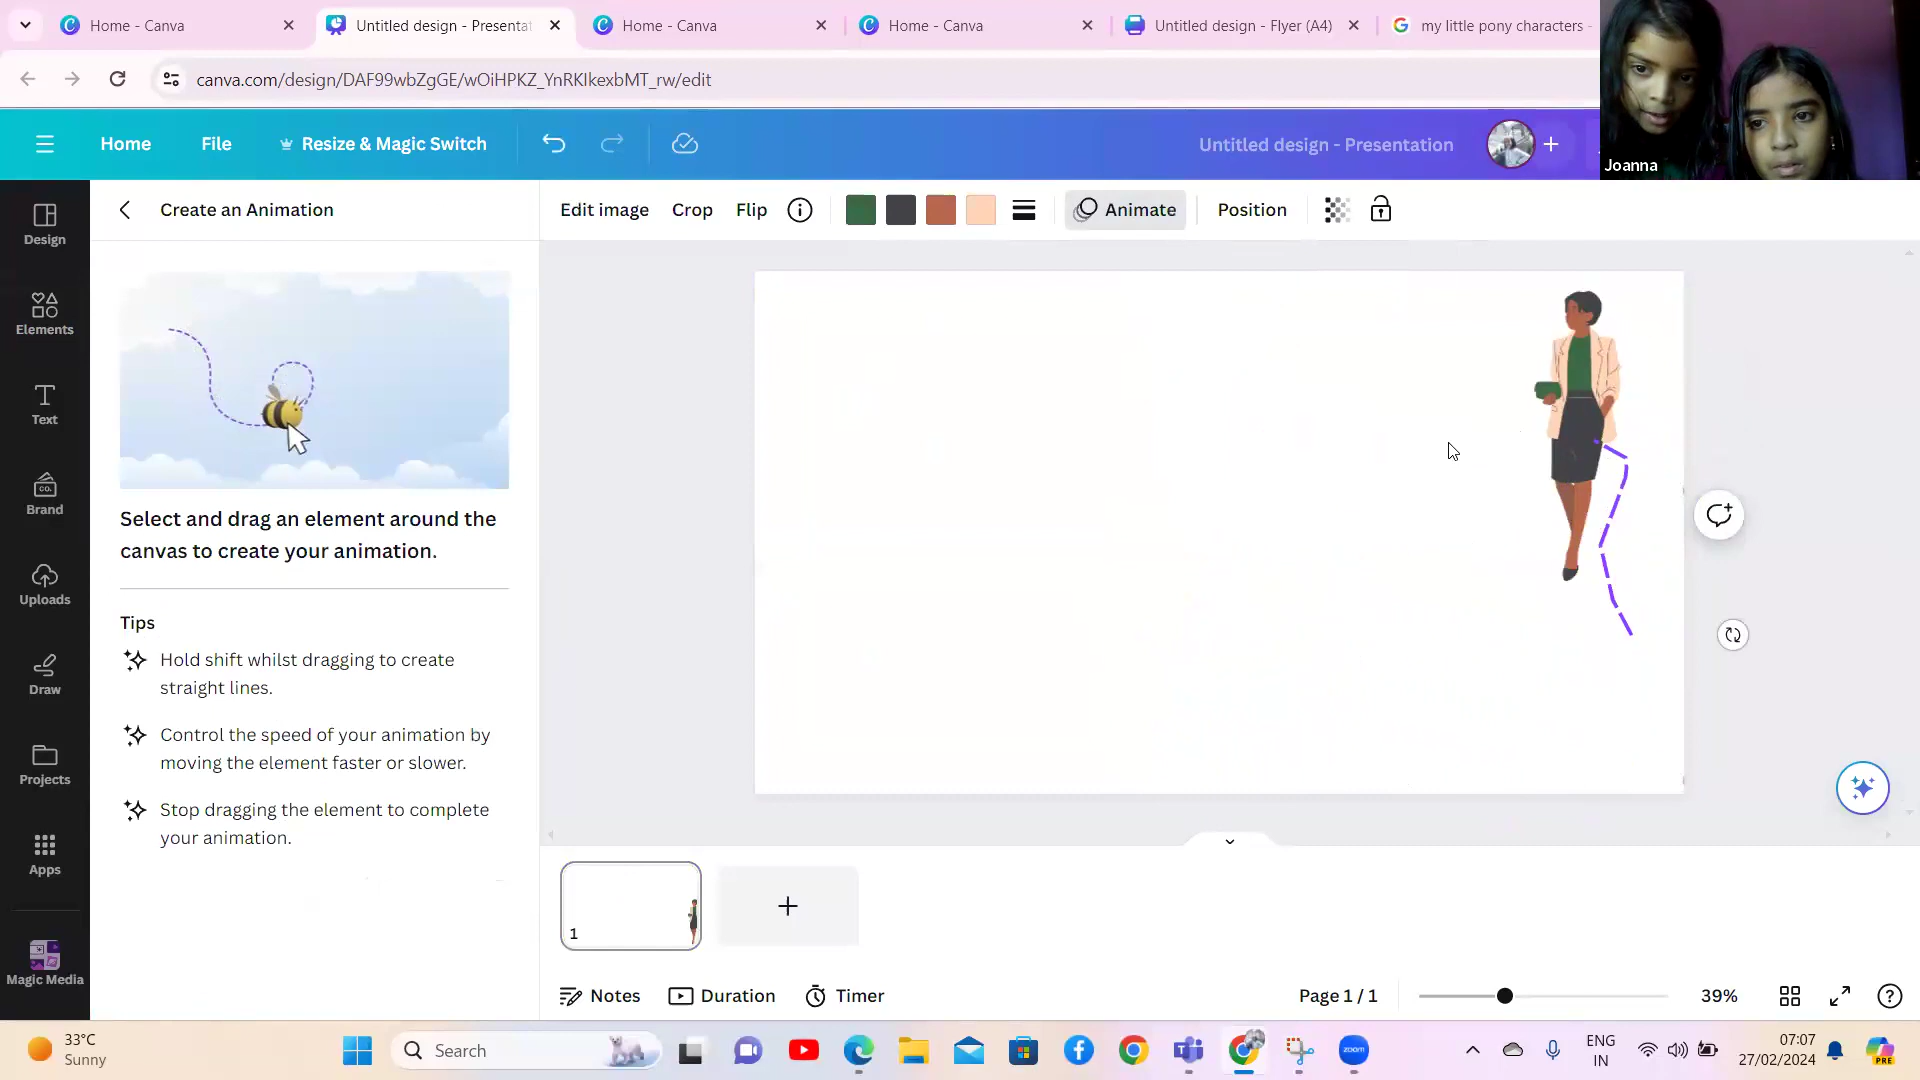 Home - Canva
Untitled design - Presentat
Home - Canva
Home - Canva
Untitled design - Flyer (A4)
my little pony characters -
canva.com/design/DAF99wbZgGE/wOiHPKZ_YnRKIkexbMT_rw/edit
Home
File
Resize & Magic Switch
Untitled design - Presentation
Joanna
Design
Elements
Text
Brand
Uploads
Draw
Projects
Apps
Magic Media
Create an Animation
Select and drag an element around the
canvas to create your animation.
Tips
Hold shift whilst dragging to create
straight lines.
Control the speed of your animation by
moving the element faster or slower.
Stop dragging the element to complete
your animation.
Edit image
Crop
Flip
Animate
Position
1
Notes
Duration
Timer
Page 1 / 1
39%
33°C
Sunny
Search
zoom
ENG
IN
07:07
27/02/2024
PRE